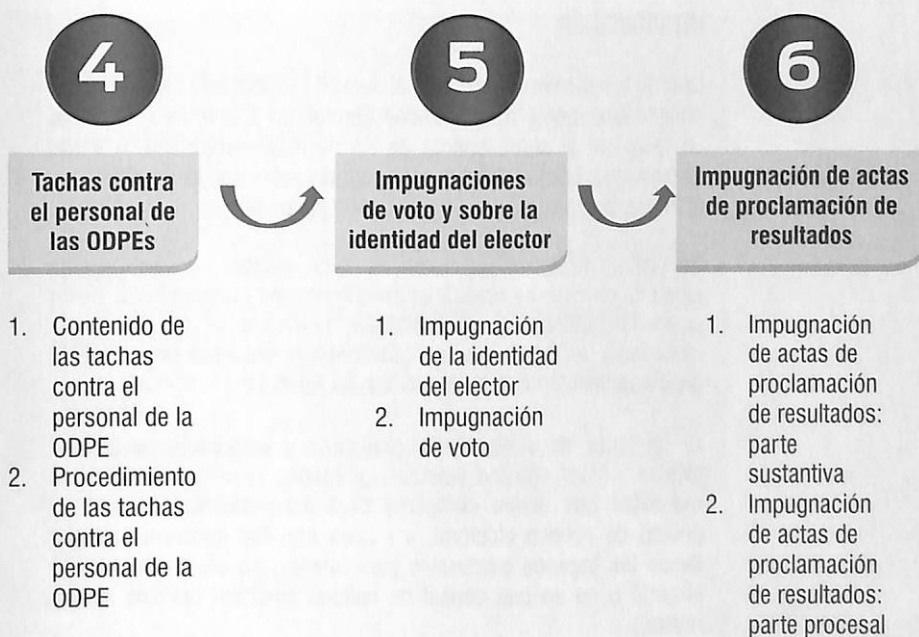 4
Tachas contra
el personal de
las ODPEs
1. Contenido de
las tachas
contra el
personal de la
ODPE
2. Procedimiento
de las tachas
contra el
personal de la
ODPE
5
Impugnaciones
de voto y sobre la
identidad del elector
1. Impugnación
de la identidad
del elector
2. Impugnación
de voto
6
Impugnación de actas
de proclamación de
resultados
1. Impugnación
de actas de
proclamación
de resultados:
parte
sustantiva
2. Impugnación
de actas de
proclamación
de resultados:
parte procesal